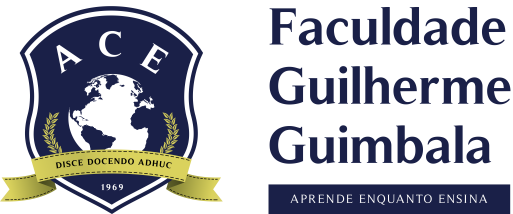 ACE
DISCE DOCENDO ADHUC
1969
Faculdade
Guilherme
Guimbala
APRENDE ENQUANTO ENSINA